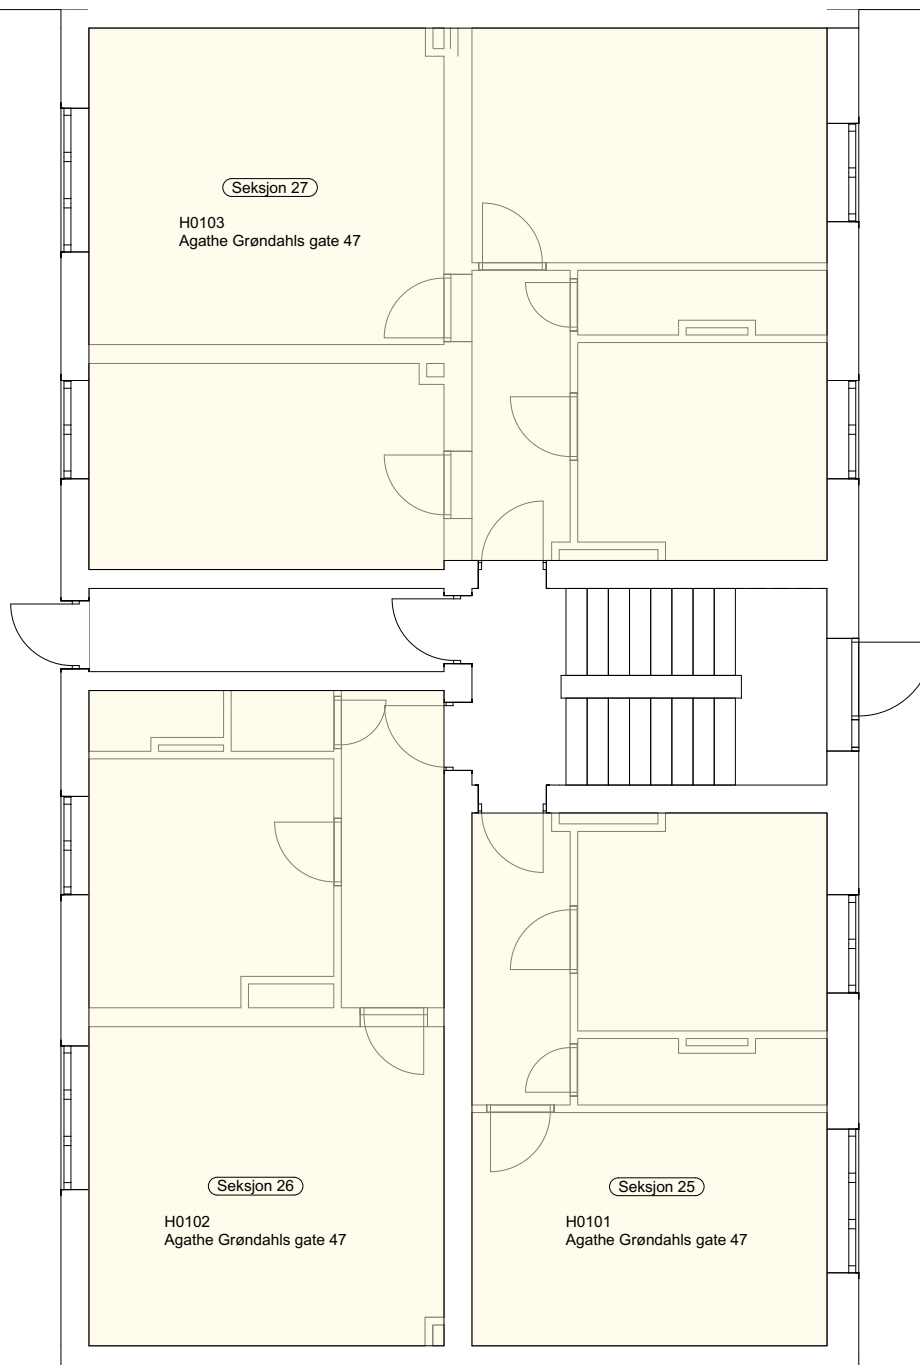 Seksjon 27
H0103
Agathe Grøndahls gate 47
Seksjon 26
H0102
Agathe Grøndahls gate 47
Seksjon 25
H0101
Agathe Grøndahls gate 47